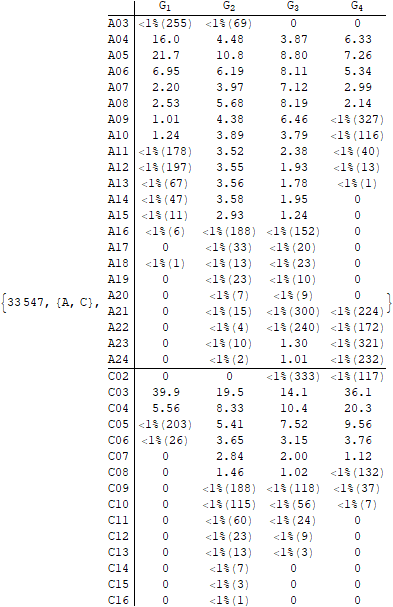 G1 G2 G3 G4
A03 <1%(255) <1%(69) 0 0
A04 16.0 4.48 3.87 6.33
A05 21.7 10.8 8.80 7.26
A06 6.95 6.19 8.11 5.34
A07 2.20 3.97 7.12 2.99
A08 2.53 5.68 8.19 2.14
A09 1.01 4.38 6.46 <1%(327)
A10 1.24 3.89 3.79 <1%(116)
A11 <1%(178) 3.52 2.38 <1%(40)
A12 <1%(197) 3.55 1.93 <1%(13)
A13 <1%(67) 3.56 1.78 <1%(1)
A14 <1%(47) 3.58 1.95 0
A15 <1%(11) 2.93 1.24 0
A16 <1%(6) <1%(188) <1%(152) 0
A17 0 <1%(33) <1%(20) 0
A18 <1%(1) <1%(13) <1%(23) 0
A19 0 <1%(23) <1%(10) 0
A20 0 <1%(7) <1%(9) 0
{33547, {A, C}, A21 0 <1%(15) <1%(300) <1%(224) }
A22 0 <1%(4) <1%(240) <1%(172)
A23 0 <1%(10) 1.30 <1%(321)
A24 0 <1%(2) 1.01 <1%(232)
C02 0 0 <1%(333) <1%(117)
C03 39.9 19.5 14.1 36.1
C04 5.56 8.33 10.4 20.3
C05 <1%(203) 5.41 7.52 9.56
C06 <1%(26) 3.65 3.15 3.76
C07 0 2.84 2.00 1.12
C08 0 1.46 1.02 <1%(132)
C09 0 <1%(188) <1%(118) <1%(37)
C10 0 <1%(115) <1%(56) <1%(7)
C11 0 <1%(60) <1%(24) 0
C12 0 <1%(23) <1%(9) 0
C13 0 <1%(13) <1%(3) 0
C14 0 <1%(7) 0 0
C15 0 <1%(3) 0 0
C16 0 <1%(1) 0 0